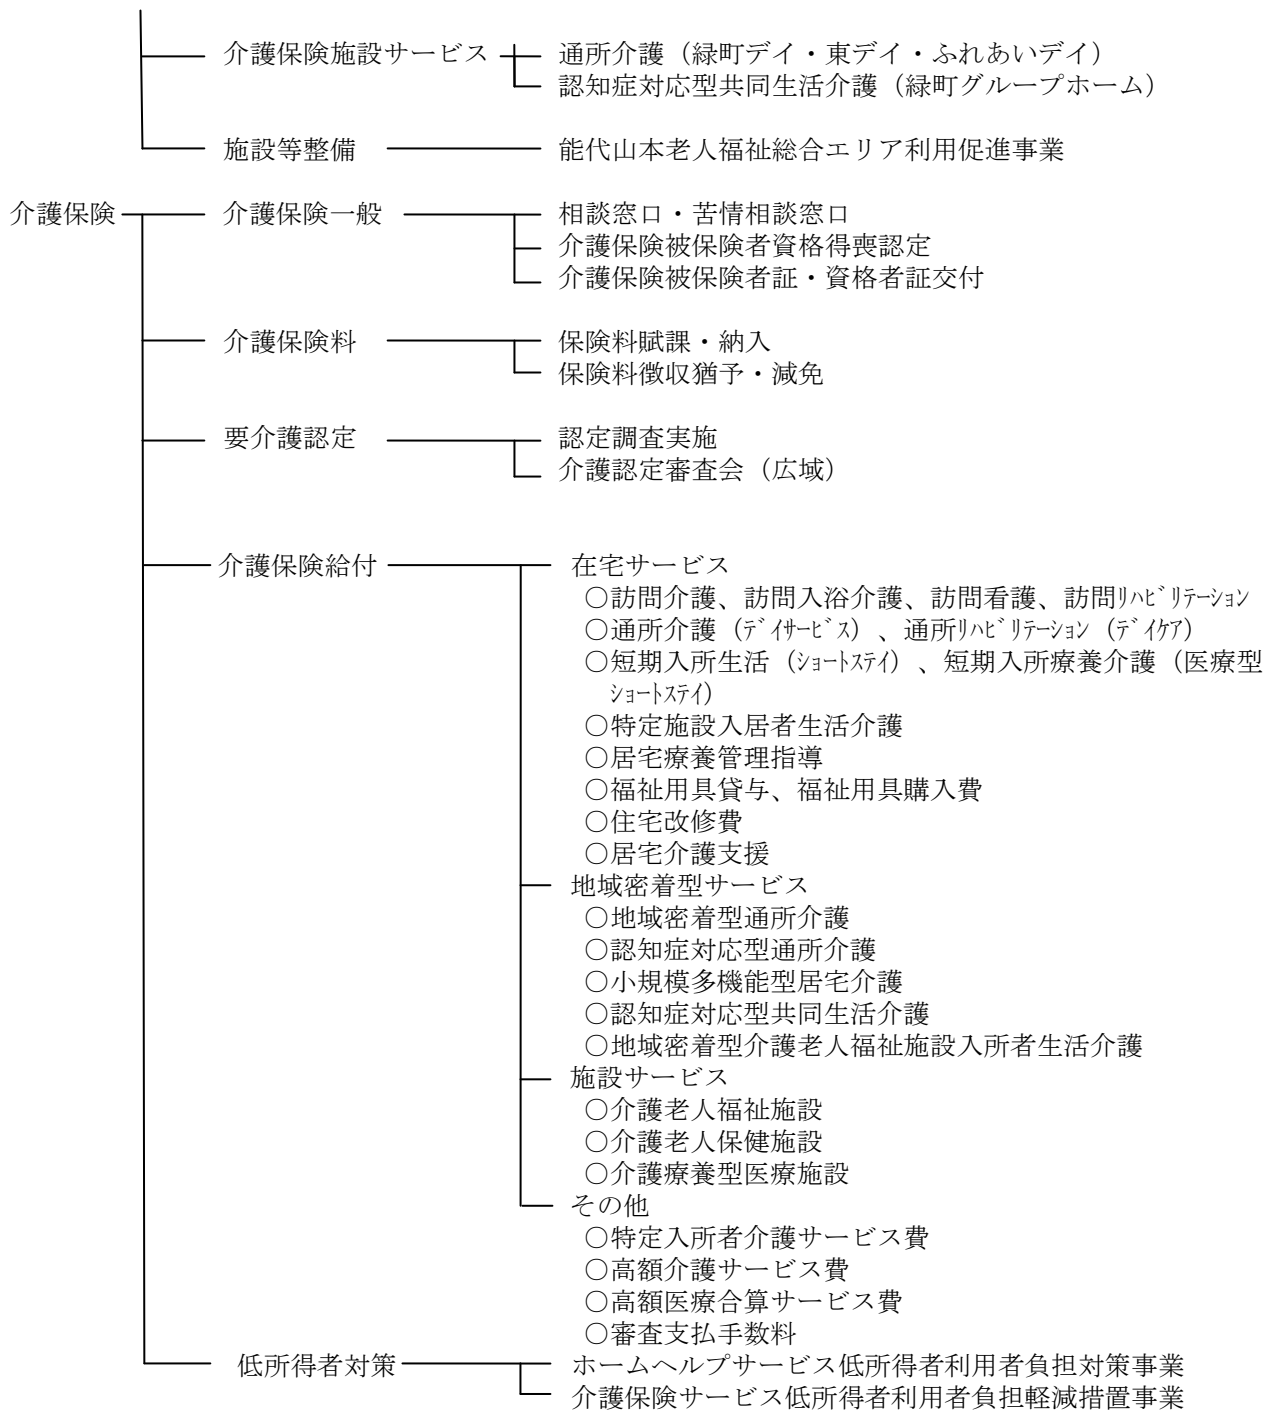 介護保険施設サービス 通所介護（緑町デイ・東デイ・ふれあいデイ）
認知症対応型共同生活介護（緑町グループホーム）
施設等整備 能代山本老人福祉総合エリア利用促進事業
介護保険 介護保険一般 相談窓口・苦情相談窓口
介護保険被保険者資格得喪認定
介護保険被保険者証・資格者証交付
介護保険料 保険料賦課・納入
保険料徴収猶予・減免
要介護認定 認定調査実施
介護認定審査会（広域）
介護保険給付 在宅サービス
○訪問介護、訪問入浴介護、訪問看護、訪問ﾘﾊﾋﾞﾘﾃｰｼｮﾝ
○通所介護（ﾃﾞｲｻｰﾋﾞｽ）、通所ﾘﾊﾋﾞﾘﾃｰｼｮﾝ（ﾃﾞｲｹｱ）
○短期入所生活（ｼｮｰﾄｽﾃｲ）、短期入所療養介護（医療型
ｼｮｰﾄｽﾃｲ）
○特定施設入居者生活介護
○居宅療養管理指導
○福祉用具貸与、福祉用具購入費
○住宅改修費
○居宅介護支援
地域密着型サービス
○地域密着型通所介護
○認知症対応型通所介護
○小規模多機能型居宅介護
○認知症対応型共同生活介護
○地域密着型介護老人福祉施設入所者生活介護
施設サービス
○介護老人福祉施設
○介護老人保健施設
○介護療養型医療施設
その他
○特定入所者介護サービス費
○高額介護サービス費
○高額医療合算サービス費
○審査支払手数料
低所得者対策 ホームヘルプサービス低所得者利用者負担対策事業
介護保険サービス低所得者利用者負担軽減措置事業